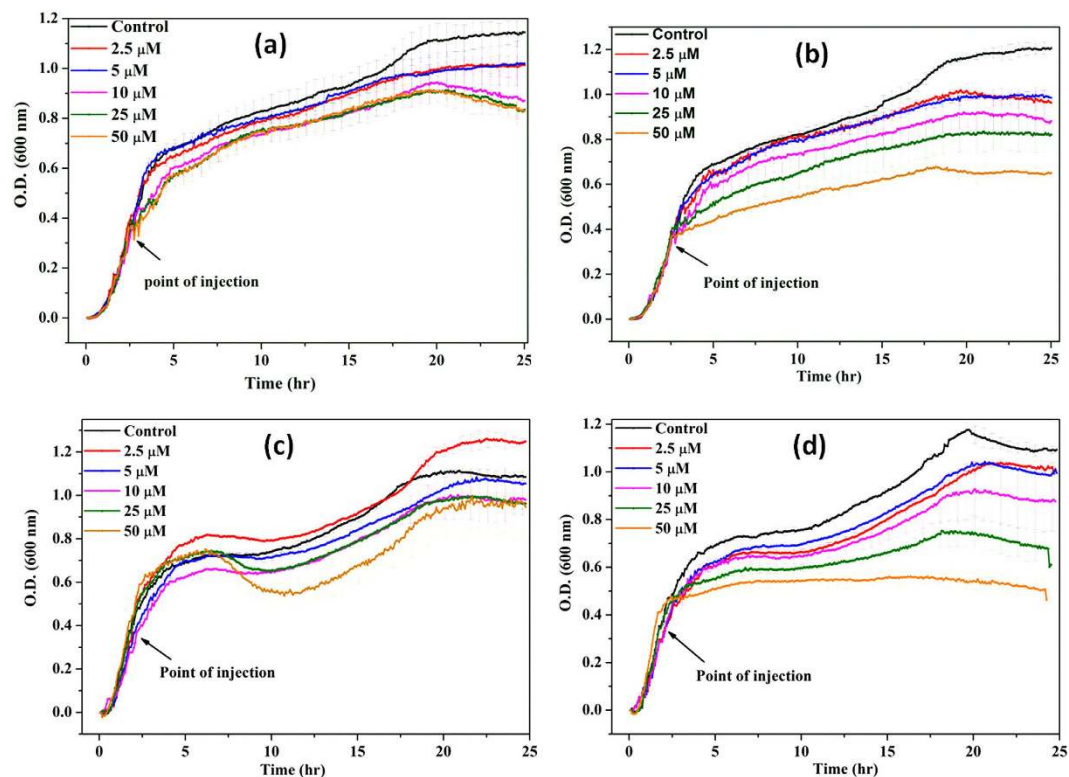 (a)
Control
2.5 µM
5 µM
10 µM
25 µM
50 µM
O.D. (600 nm)
1.2
1.0
0.8
0.6
0.4
0.2
0.0
point of injection
0 5 10 15 20 25
Time (hr)
(b)
Control
2.5 µM
5 µM
10 µM
25 µM
50 µM
O.D. (600 nm)
1.2
1.0
0.8
0.6
0.4
0.2
0.0
Point of injection
0 5 10 15 20 25
Time (hr)
(c)
Control
2.5 µM
5 µM
10 µM
25 µM
50 µM
O.D. (600 nm)
1.2
1.0
0.8
0.6
0.4
0.2
0.0
Point of injection
0 5 10 15 20 25
Time (hr)
(d)
Control
2.5 µM
5 µM
10 µM
25 µM
50 µM
O.D. (600 nm)
1.2
1.0
0.8
0.6
0.4
0.2
0.0
Point of injection
0 5 10 15 20 25
Time (hr)